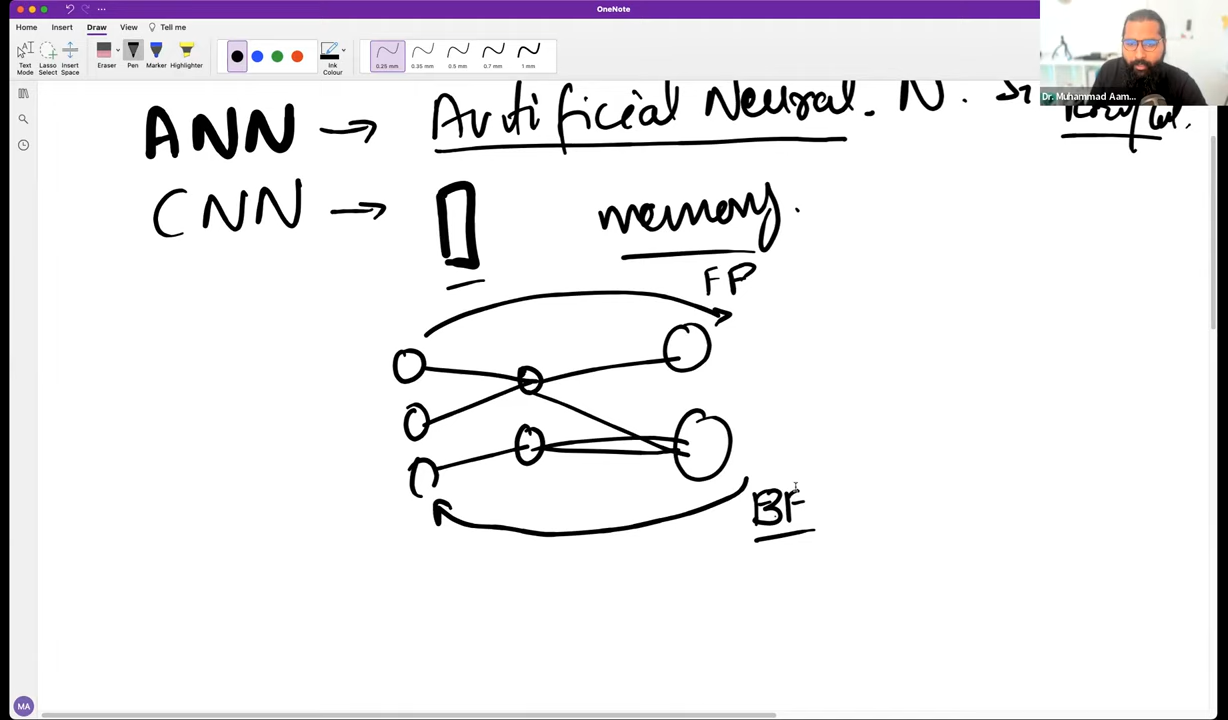 OneNote
Home Insert Draw View Tell me
Text Mode Lasso Select Insert Space Eraser Pen Marker Highlighter Ink Colour 0.25 mm 0.35 mm 0.5 mm 0.7 mm 1 mm
Dr. Muhammad Aam...
ANN → Artificial Neural. N.
CNN → memory.
FP
BF
MA